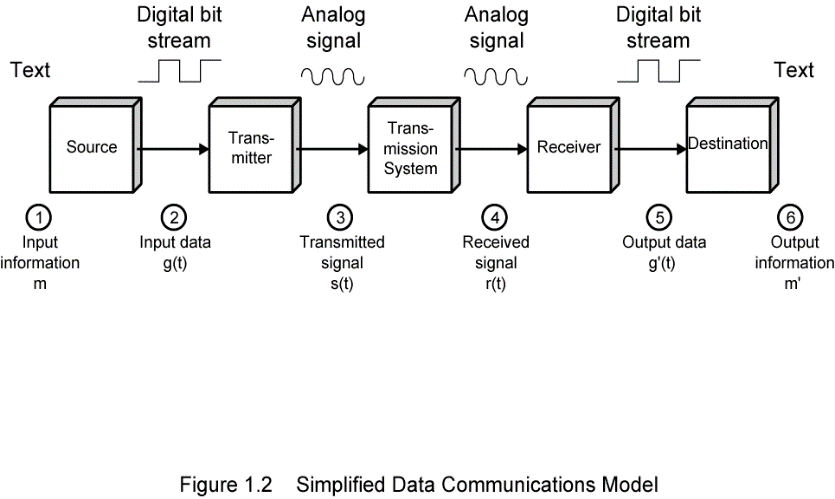 Digital bit
stream
Analog
signal
Analog
signal
Digital bit
stream
Text
Text
Source
Trans-
mitter
Trans-
mission
System
Receiver
Destination
1
Input
information
m
2
Input data
g(t)
3
Transmitted
signal
s(t)
4
Received
signal
r(t)
5
Output data
g'(t)
6
Output
information
m'
Figure 1.2 Simplified Data Communications Model